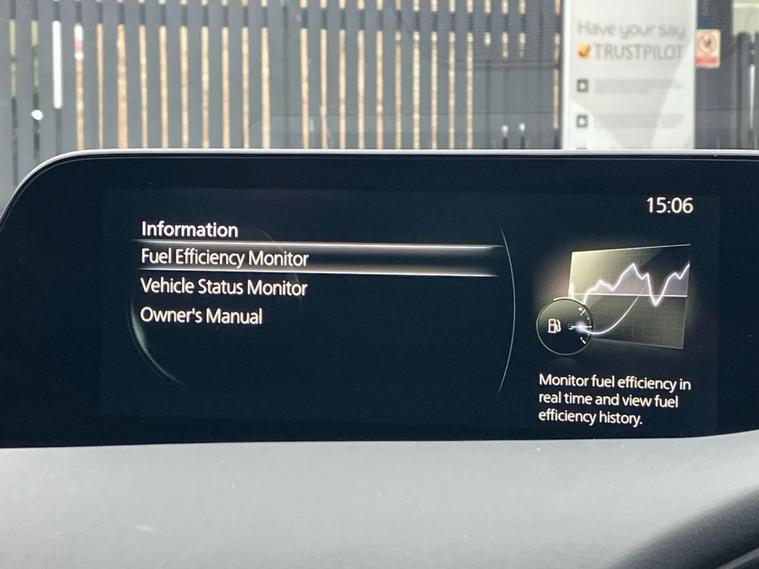 Have your say
TRUSTPILOT
15:06
Information
Fuel Efficiency Monitor
Vehicle Status Monitor
Owner's Manual
Monitor fuel efficiency in
real time and view fuel
efficiency history.